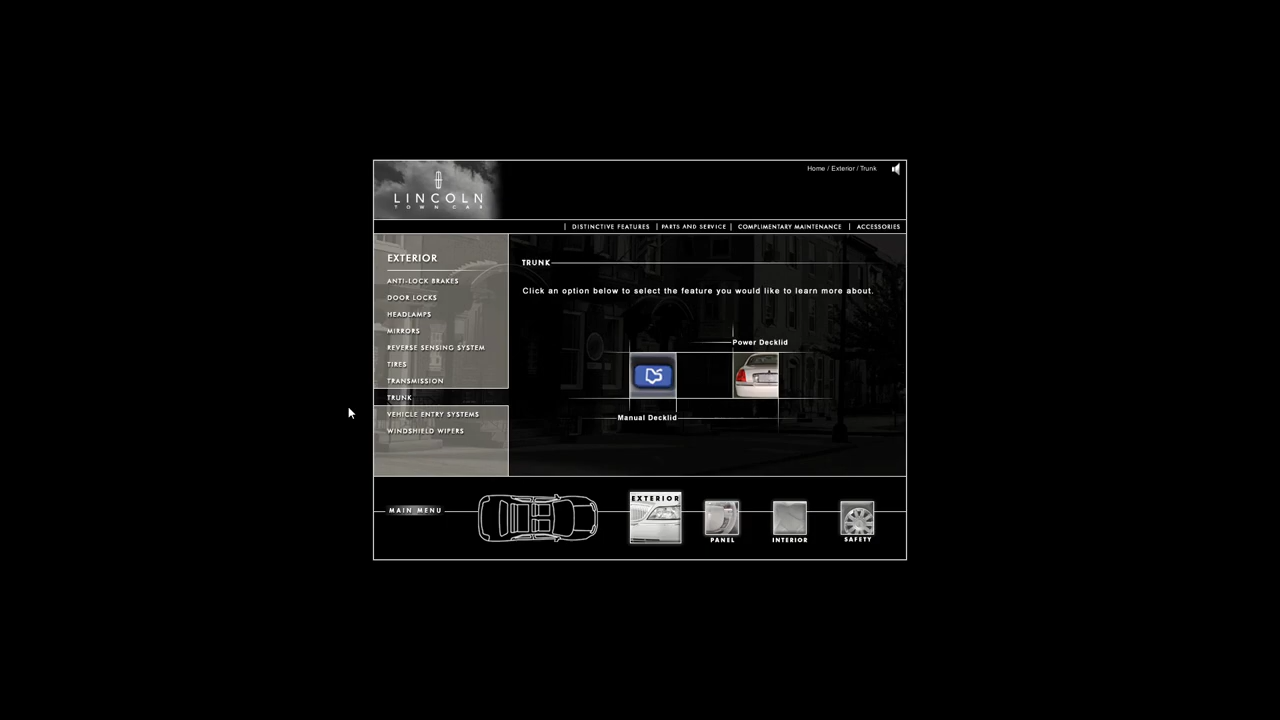 Home / Exterior / Trunk
LINCOLN
TOWN CAR
DISTINCTIVE FEATURES | PARTS AND SERVICE | COMPLIMENTARY MAINTENANCE | ACCESSORIES
EXTERIOR
ANTI-LOCK BRAKES
DOOR LOCKS
HEADLAMPS
MIRRORS
REVERSE SENSING SYSTEM
TIRES
TRANSMISSION
TRUNK
VEHICLE ENTRY SYSTEMS
WINDSHIELD WIPERS
TRUNK
Click an option below to select the feature you would like to learn more about.
Power Decklid
Manual Decklid
MAIN MENU
EXTERIOR
PANEL
INTERIOR
SAFETY